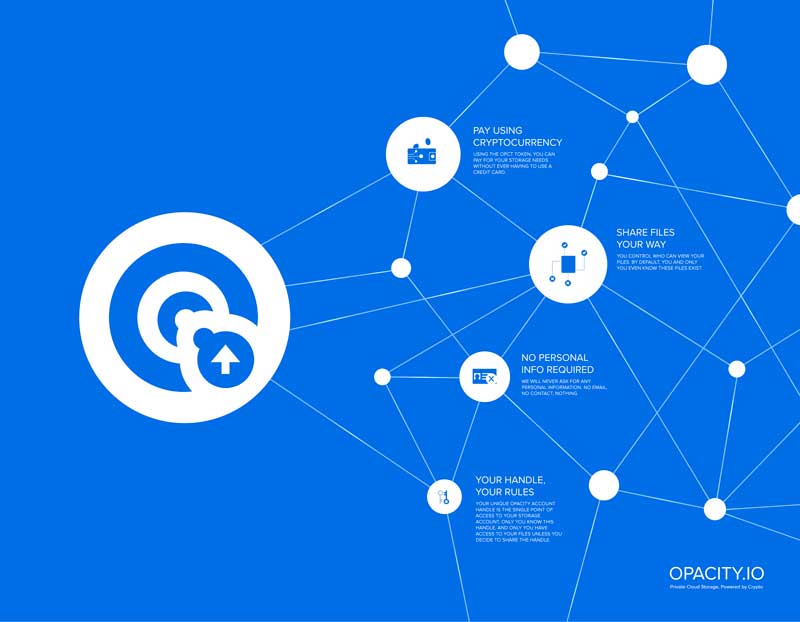 PAY USING
CRYPTOCURRENCY
USING THE OPCT TOKEN, YOU CAN
PAY FOR YOUR STORAGE NEEDS
WITHOUT EVER HAVING TO USE A
CREDIT CARD.
SHARE FILES
YOUR WAY
YOU CONTROL WHO CAN VIEW YOUR
FILES. BY DEFAULT, YOU AND ONLY
YOU EVEN KNOW THESE FILES EXIST.
NO PERSONAL
INFO REQUIRED
WE WILL NEVER ASK FOR ANY
PERSONAL INFORMATION. NO EMAIL,
NO CONTACT, NOTHING.
YOUR HANDLE,
YOUR RULES
YOUR UNIQUE OPACITY ACCOUNT
HANDLE IS THE SINGLE POINT OF
ACCESS TO YOUR STORAGE
ACCOUNT. ONLY YOU KNOW THIS
HANDLE, AND ONLY YOU HAVE
ACCESS TO YOUR FILES UNLESS YOU
DECIDE TO SHARE THE HANDLE.
OPACITY.IO
Private Cloud Storage, Powered by Crypto